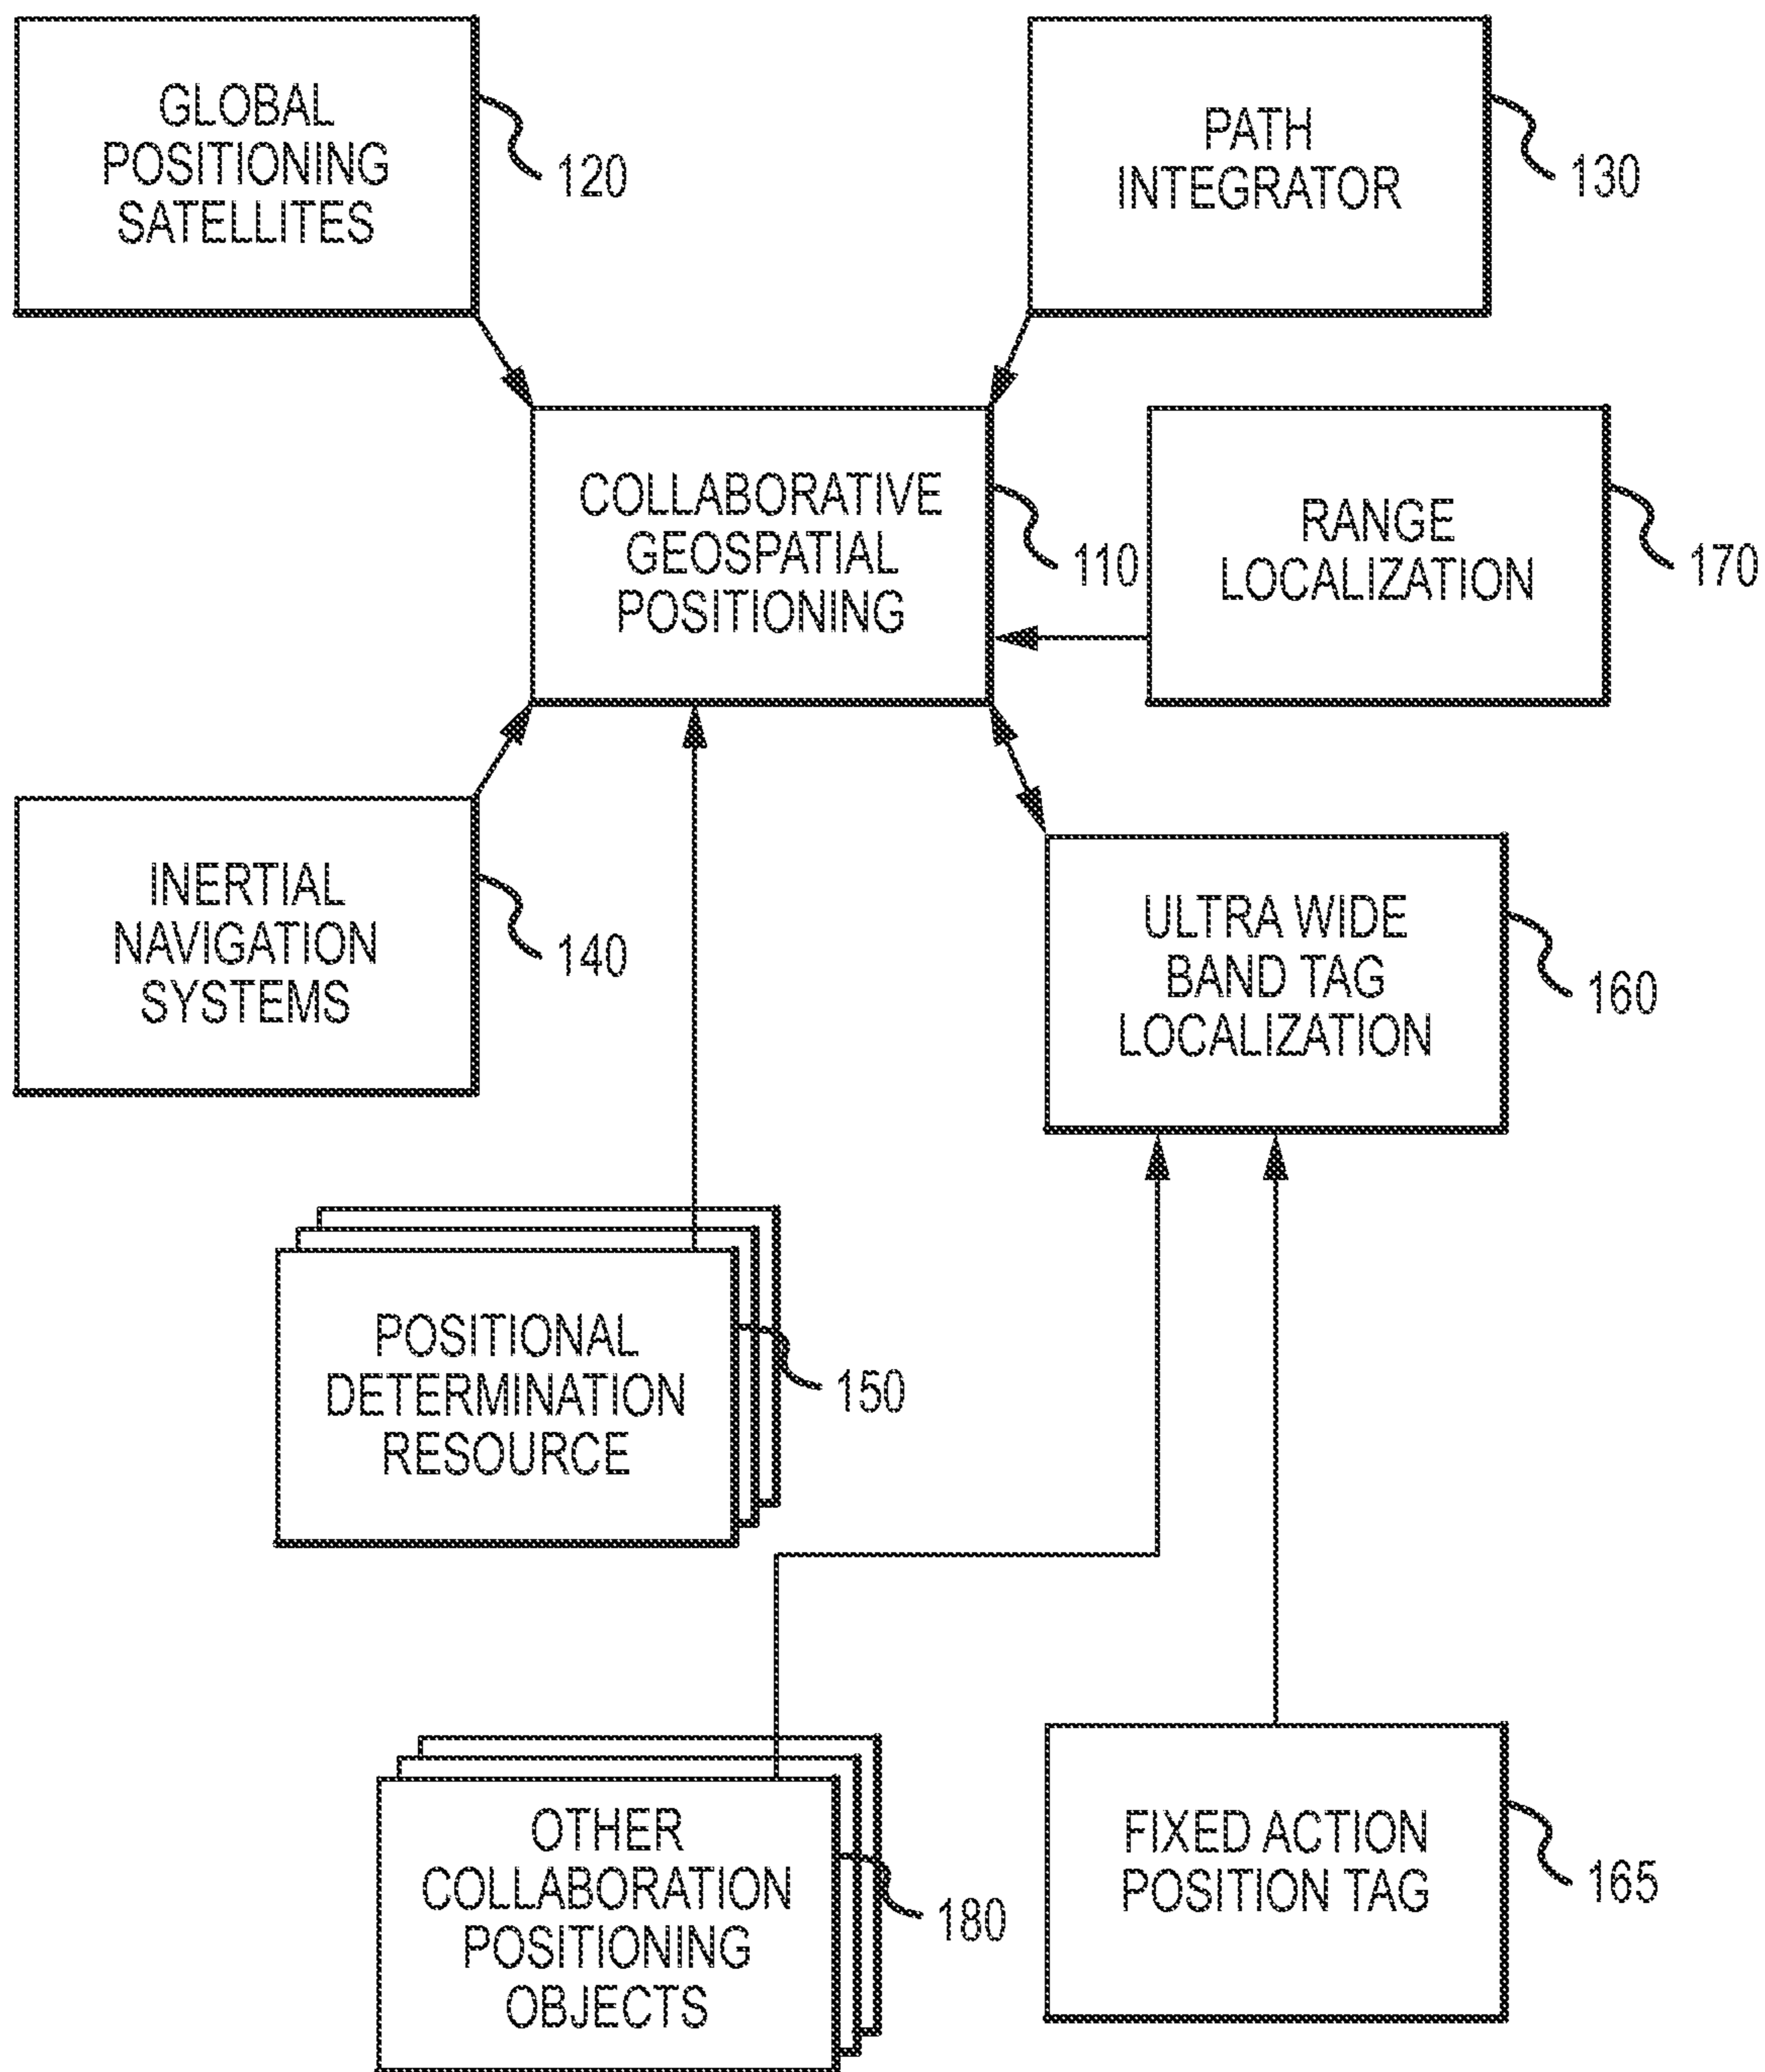 GLOBAL
POSITIONING
SATELLITES
120
PATH
INTEGRATOR
130
COLLABORATIVE
GEOSPATIAL
POSITIONING
110
RANGE
LOCALIZATION
170
INERTIAL
NAVIGATION
SYSTEMS
140
ULTRA WIDE
BAND TAG
LOCALIZATION
160
POSITIONAL
DETERMINATION
RESOURCE
150
OTHER
COLLABORATION
POSITIONING
OBJECTS
180
FIXED ACTION
POSITION TAG
165